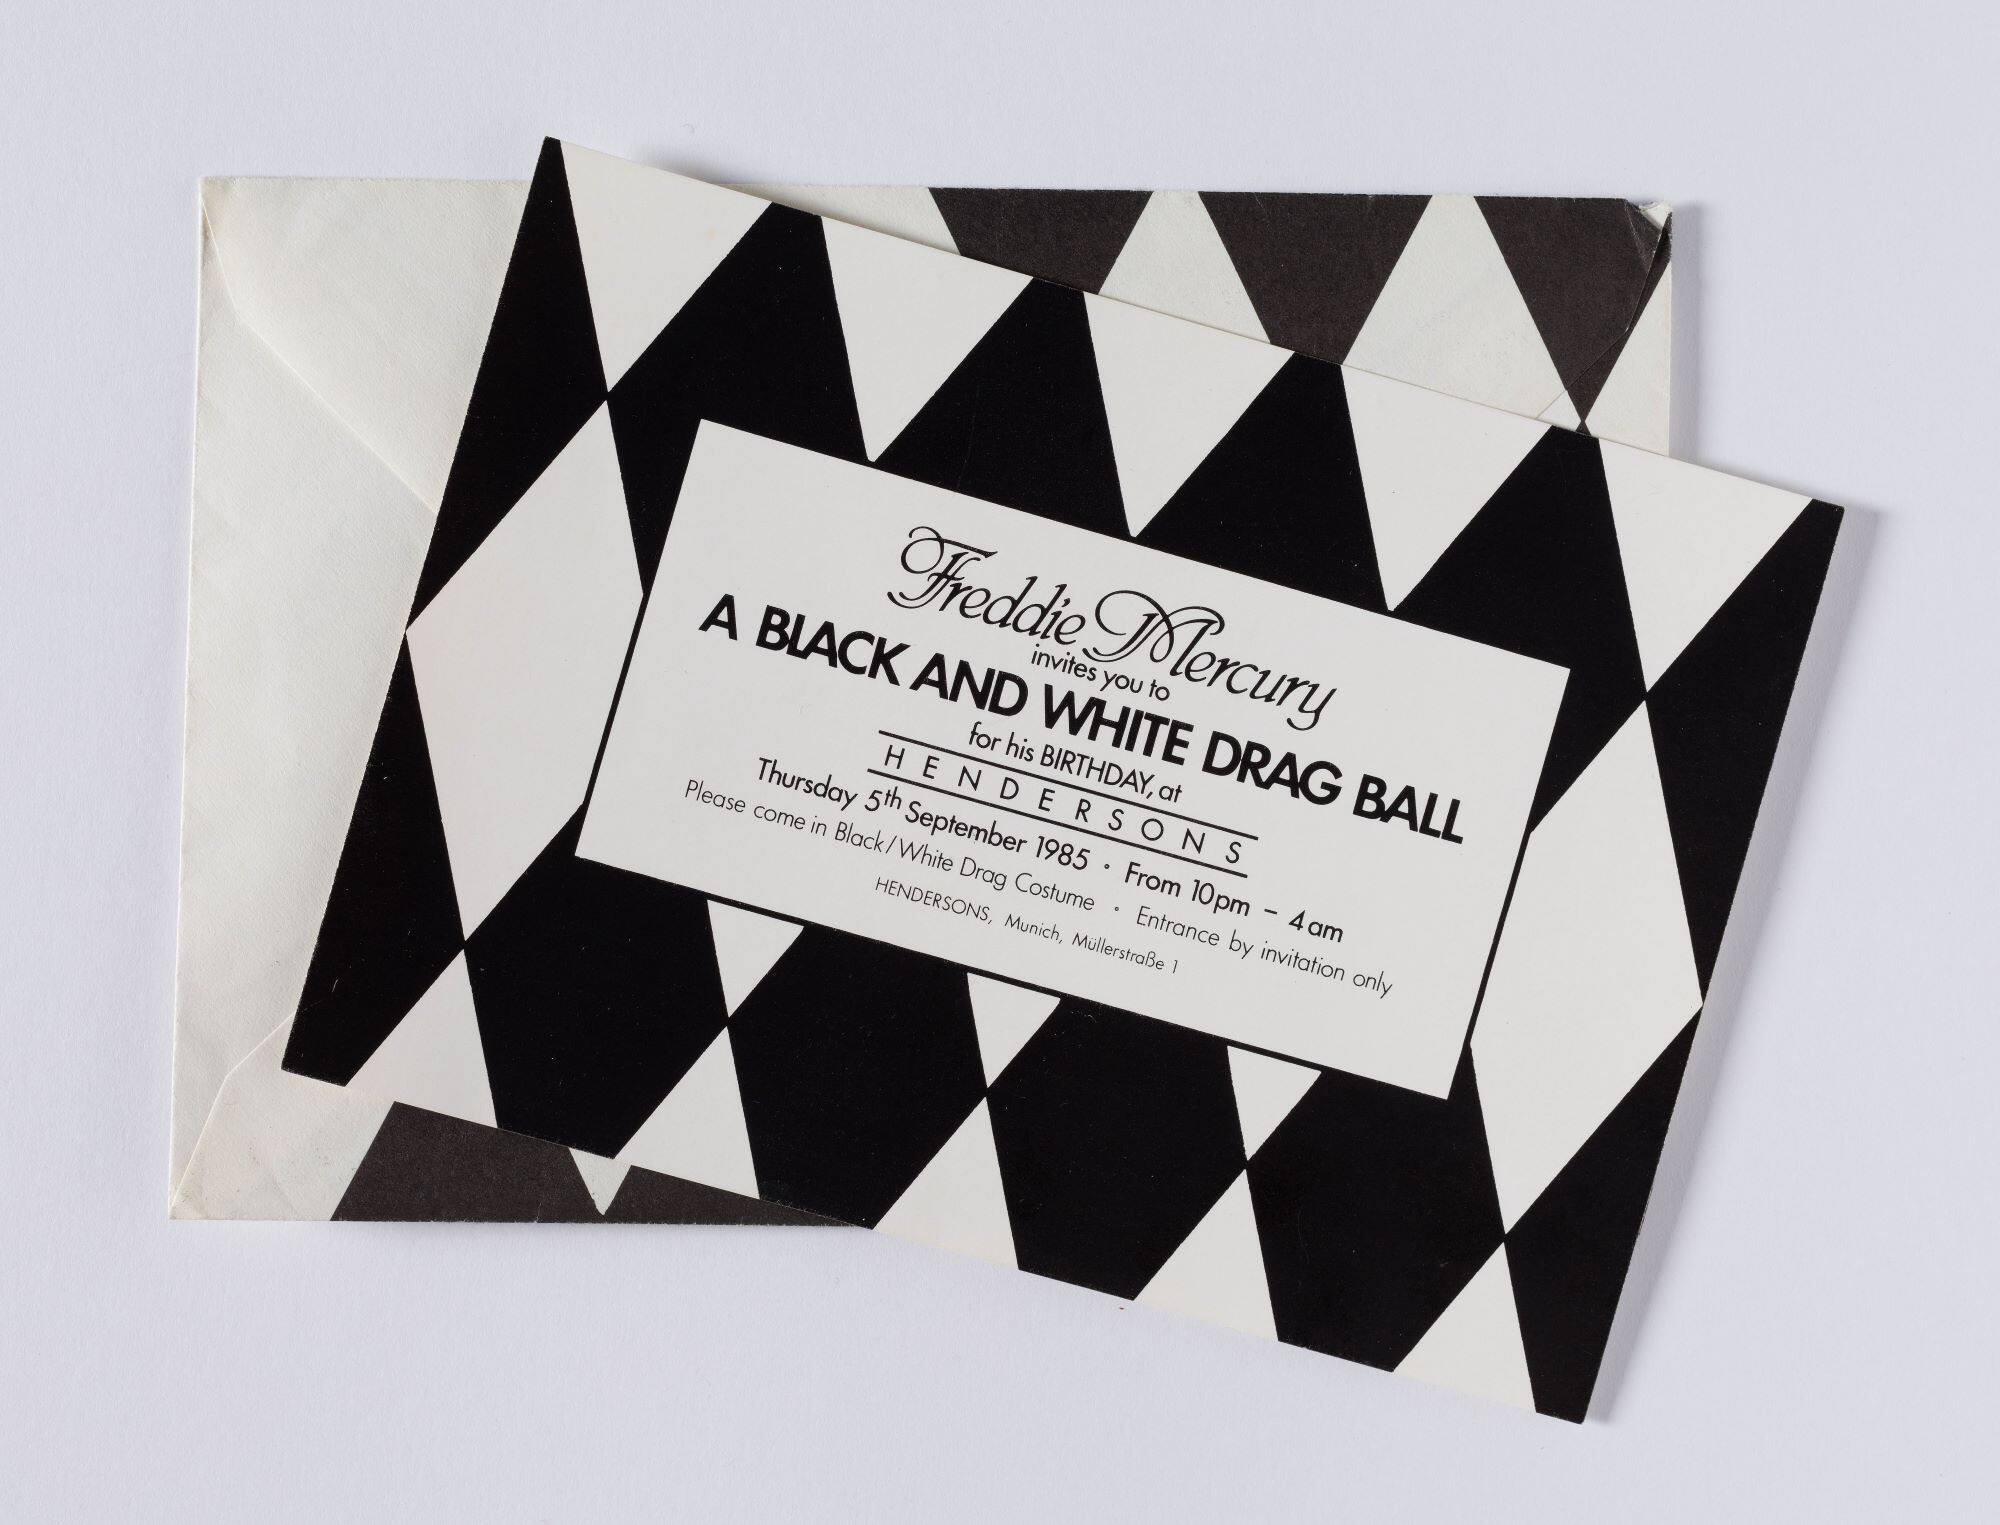 Freddie Mercury
invites you to
A BLACK AND WHITE DRAG BALL
for his BIRTHDAY, at
HENDERSONS
Thursday 5th September 1985 • From 10pm – 4am
Please come in Black/White Drag Costume • Entrance by invitation only
HENDERSONS, Munich, Müllerstraße 1